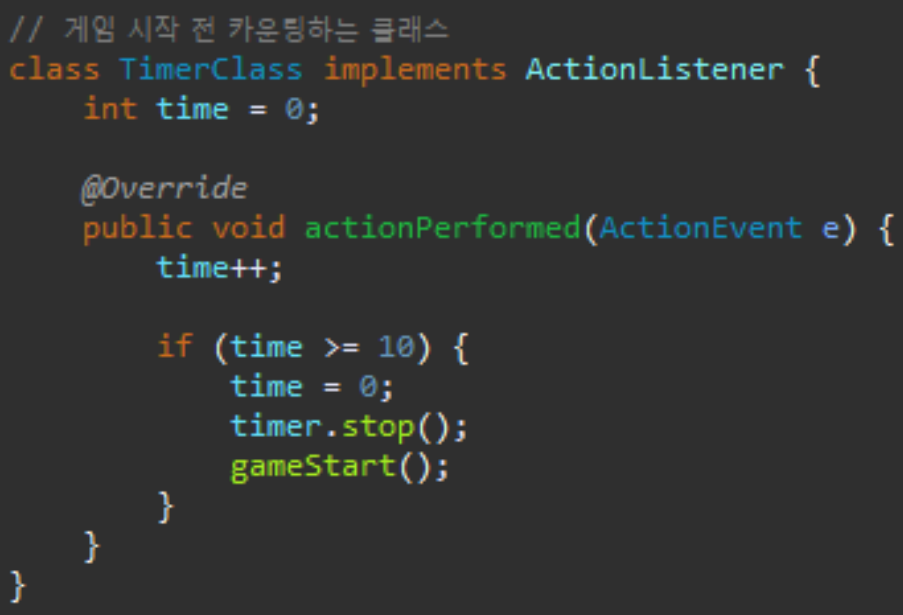 // 게임 시작 전 카운팅하는 클래스
class TimerClass implements ActionListener {
    int time = 0;

    @Override
    public void actionPerformed(ActionEvent e) {
        time++;

        if (time >= 10) {
            time = 0;
            timer.stop();
            gameStart();
        }
    }
}